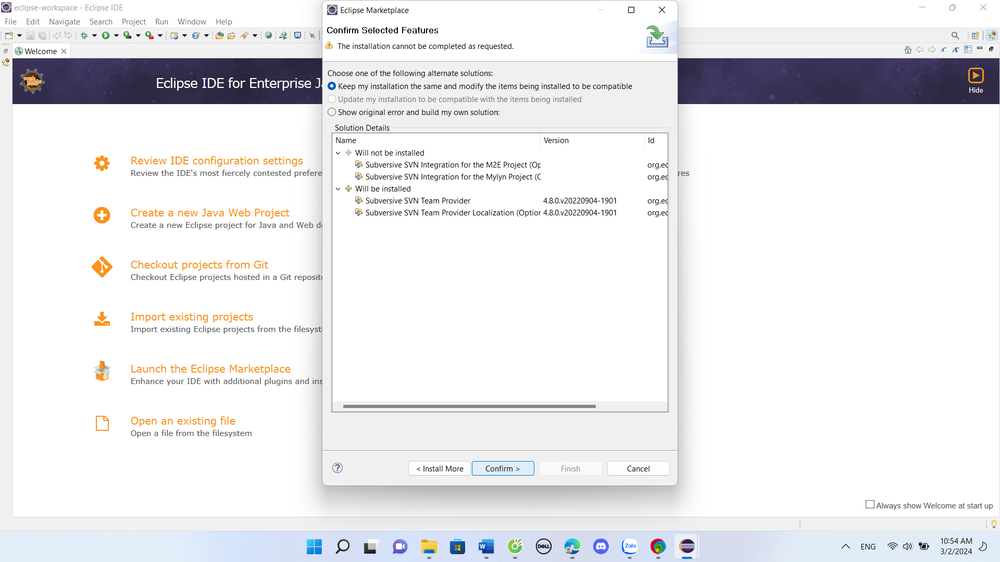 eclipse-workspace - Eclipse IDE
File Edit Navigate Search Project Run Window Help
Welcome
Eclipse IDE for Enterprise Ja
Hide
web
tools
Review IDE configuration settings
Review the IDE's most fiercely contested prefere
res
Create a new Java Web Project
Create a new Eclipse project for Java and Web de
Checkout projects from Git
Checkout Eclipse projects hosted in a Git reposito
Import existing projects
Import existing Eclipse projects from the filesyste
Launch the Eclipse Marketplace
Enhance your IDE with additional plugins and ins
Open an existing file
Open a file from the filesystem
Always show Welcome at start up
Eclipse Marketplace
Confirm Selected Features
The installation cannot be completed as requested.
Choose one of the following alternate solutions:
Keep my installation the same and modify the items being installed to be compatible
Update my installation to be compatible with the items being installed
Show original error and build my own solution:
Solution Details
Name Version Id
Will not be installed
Subversive SVN Integration for the M2E Project (Op org.ec
Subversive SVN Integration for the Mylyn Project (O org.ec
Will be installed
Subversive SVN Team Provider 4.8.0.v20220904-1901 org.ec
Subversive SVN Team Provider Localization (Option 4.8.0.v20220904-1901 org.ec
< Install More Confirm > Finish Cancel
W DELL Zalo
ENG
10:54 AM
3/2/2024